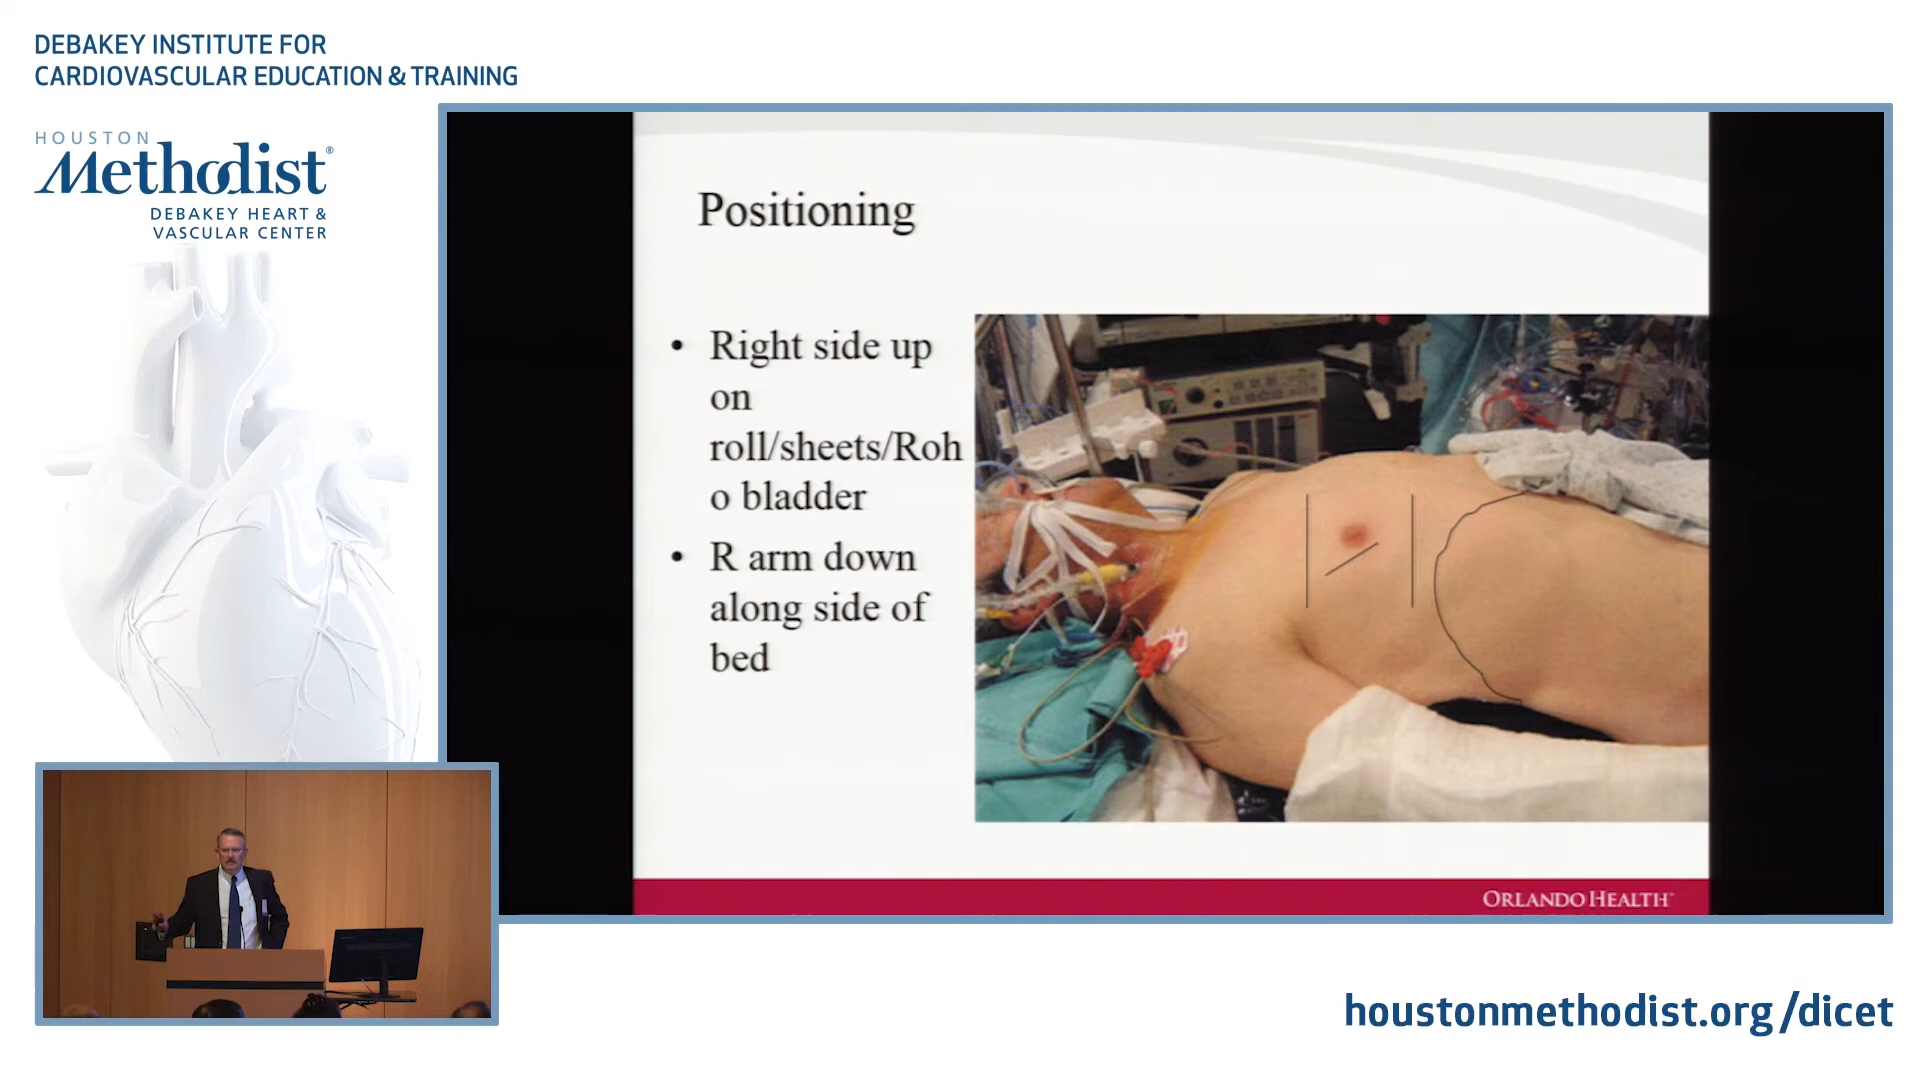 DEBAKEY INSTITUTE FOR
CARDIOVASCULAR EDUCATION & TRAINING
HOUSTON
Methodist®
DEBAKEY HEART &
VASCULAR CENTER
Positioning
• Right side up
on
roll/sheets/Roh
o bladder
• R arm down
along side of
bed
ORLANDO HEALTH
houstonmethodist.org/dicet